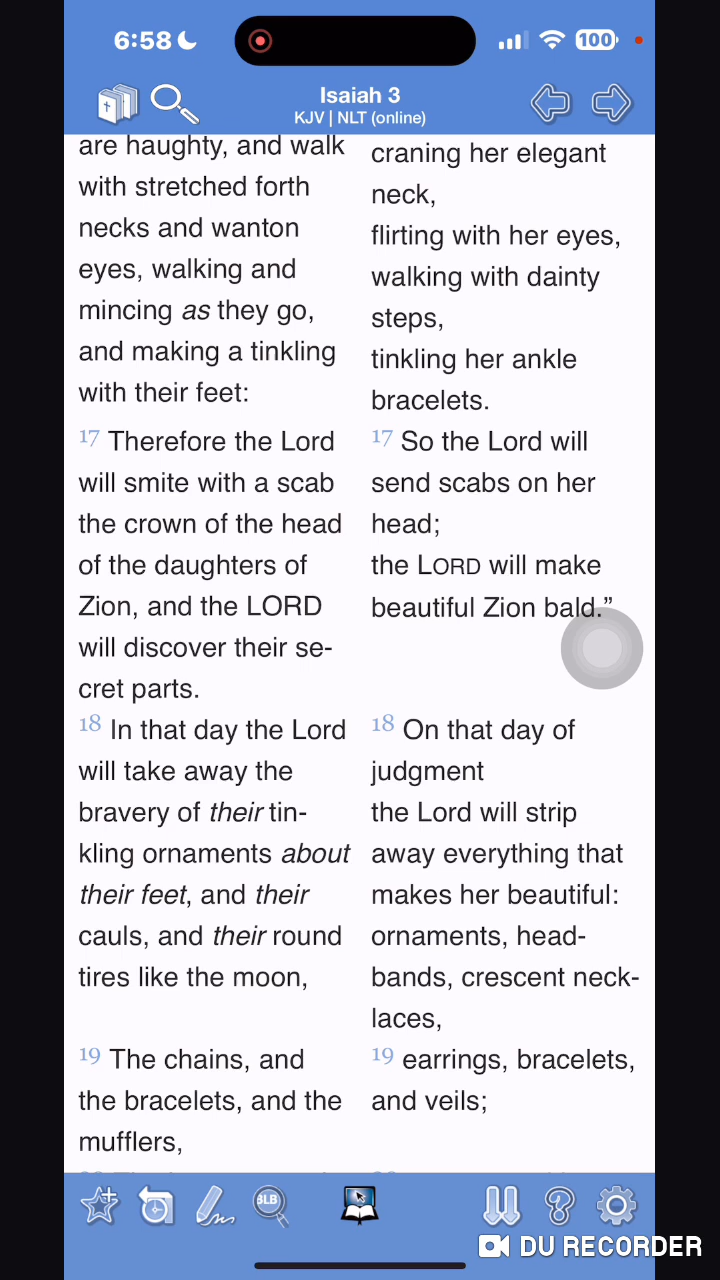 6:58
100
Isaiah 3
KJV | NLT (online)
are haughty, and walk
with stretched forth
necks and wanton
eyes, walking and
mincing as they go,
and making a tinkling
with their feet:
17 Therefore the Lord
will smite with a scab
the crown of the head
of the daughters of
Zion, and the LORD
will discover their se-
cret parts.
18 In that day the Lord
will take away the
bravery of their tin-
kling ornaments about
their feet, and their
cauls, and their round
tires like the moon,
19 The chains, and
the bracelets, and the
mufflers,
craning her elegant
neck,
flirting with her eyes,
walking with dainty
steps,
tinkling her ankle
bracelets.
17 So the Lord will
send scabs on her
head;
the LORD will make
beautiful Zion bald.”
18 On that day of
judgment
the Lord will strip
away everything that
makes her beautiful:
ornaments, head-
bands, crescent neck-
laces,
19 earrings, bracelets,
and veils;
BLB
DU RECORDER